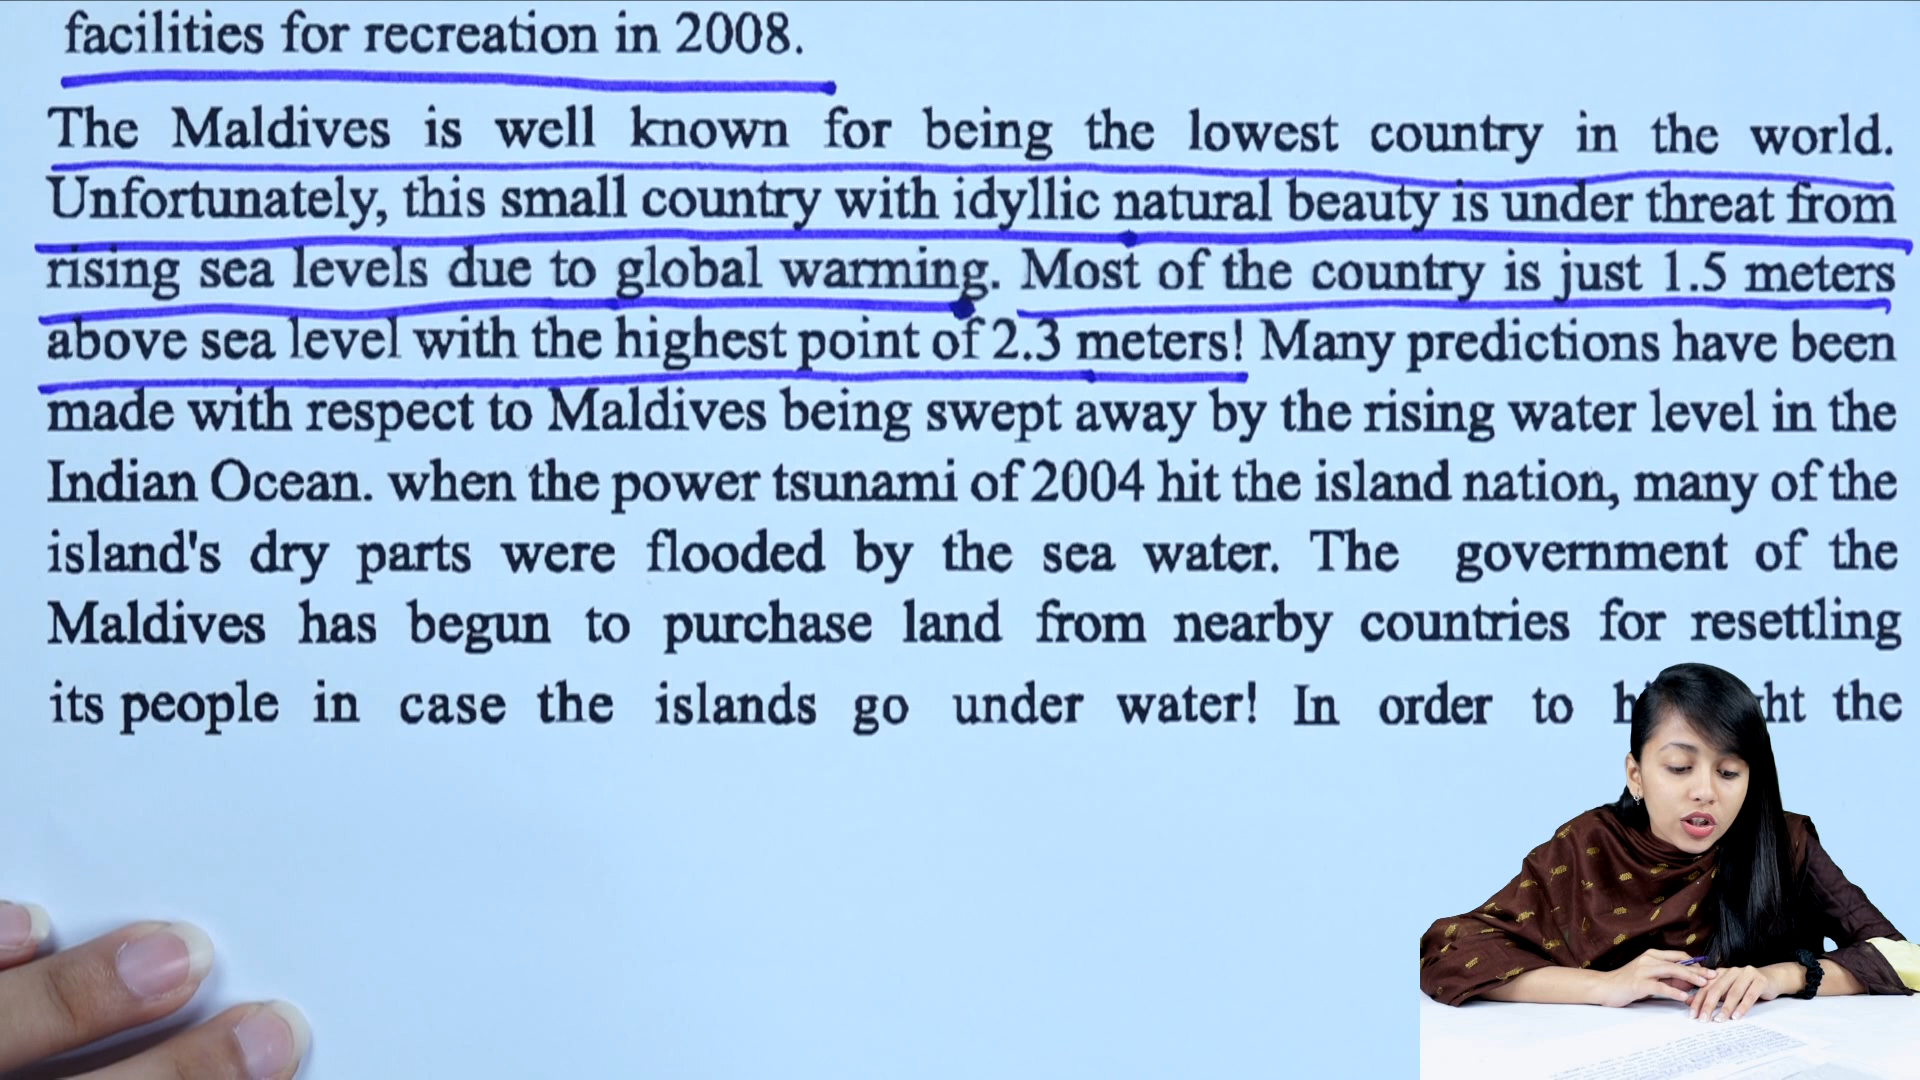 facilities for recreation in 2008.
The Maldives is well known for being the lowest country in the world.
Unfortunately, this small country with idyllic natural beauty is under threat from
rising sea levels due to global warming. Most of the country is just 1.5 meters
above sea level with the highest point of 2.3 meters! Many predictions have been
made with respect to Maldives being swept away by the rising water level in the
Indian Ocean. when the power tsunami of 2004 hit the island nation, many of the
island's dry parts were flooded by the sea water. The government of the
Maldives has begun to purchase land from nearby countries for resettling
its people in case the islands go under water! In order to the